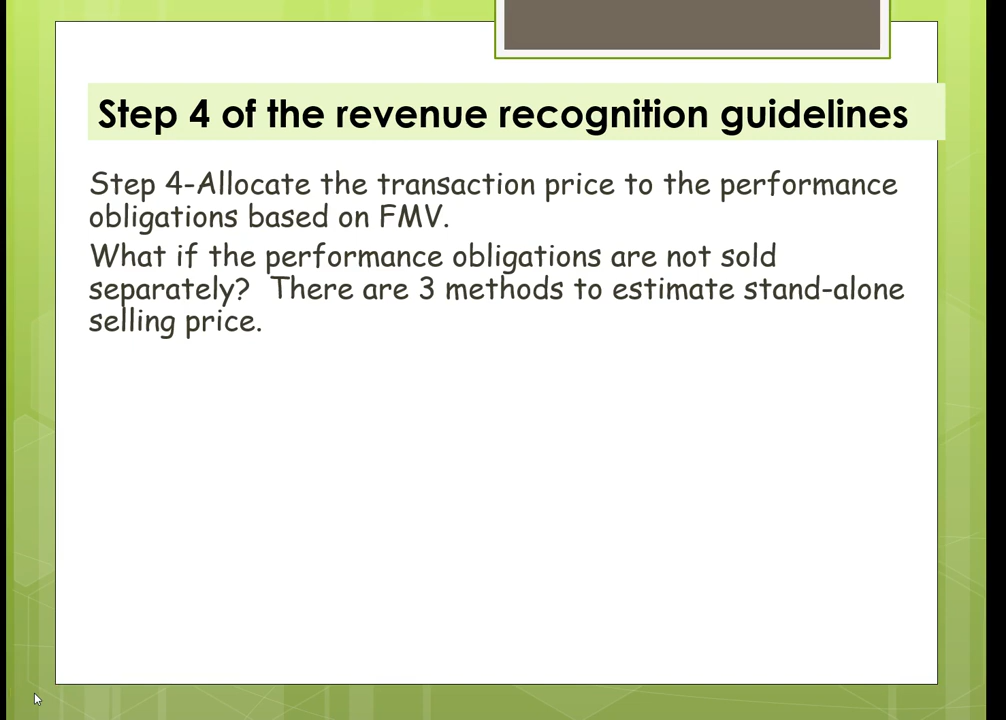 Step 4 of the revenue recognition guidelines
Step 4-Allocate the transaction price to the performance
obligations based on FMV.
What if the performance obligations are not sold
separately?  There are 3 methods to estimate stand-alone
selling price.